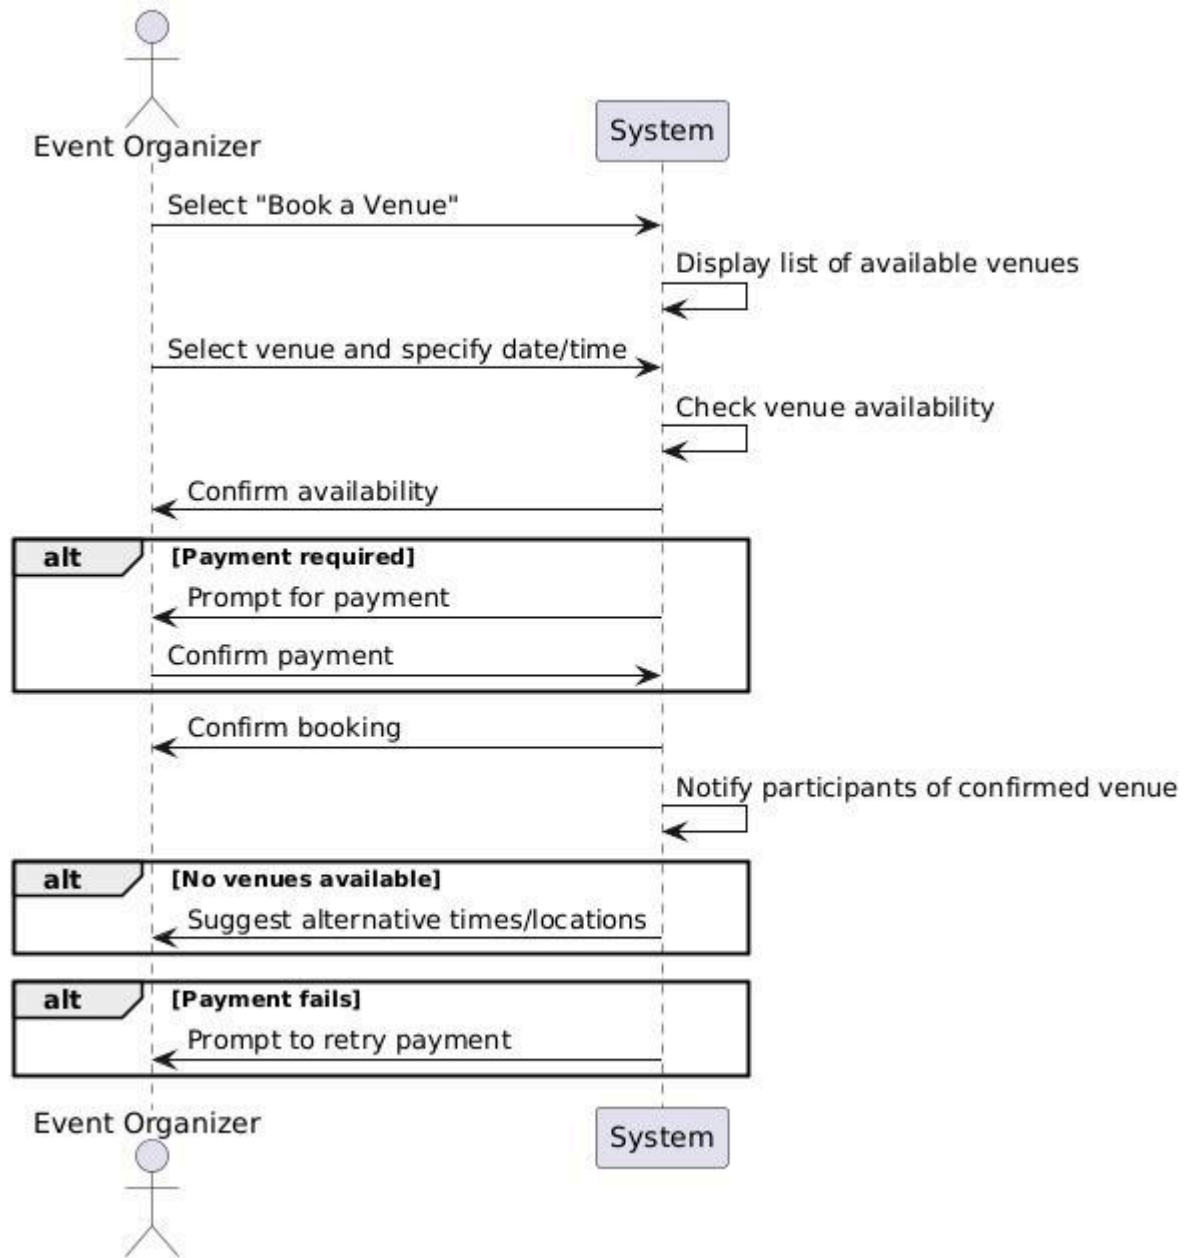 Event Organizer
System
Select "Book a Venue"
Display list of available venues
Select venue and specify date/time
Check venue availability
Confirm availability
alt [Payment required]
Prompt for payment
Confirm payment
Confirm booking
Notify participants of confirmed venue
alt [No venues available]
Suggest alternative times/locations
alt [Payment fails]
Prompt to retry payment
Event Organizer
System